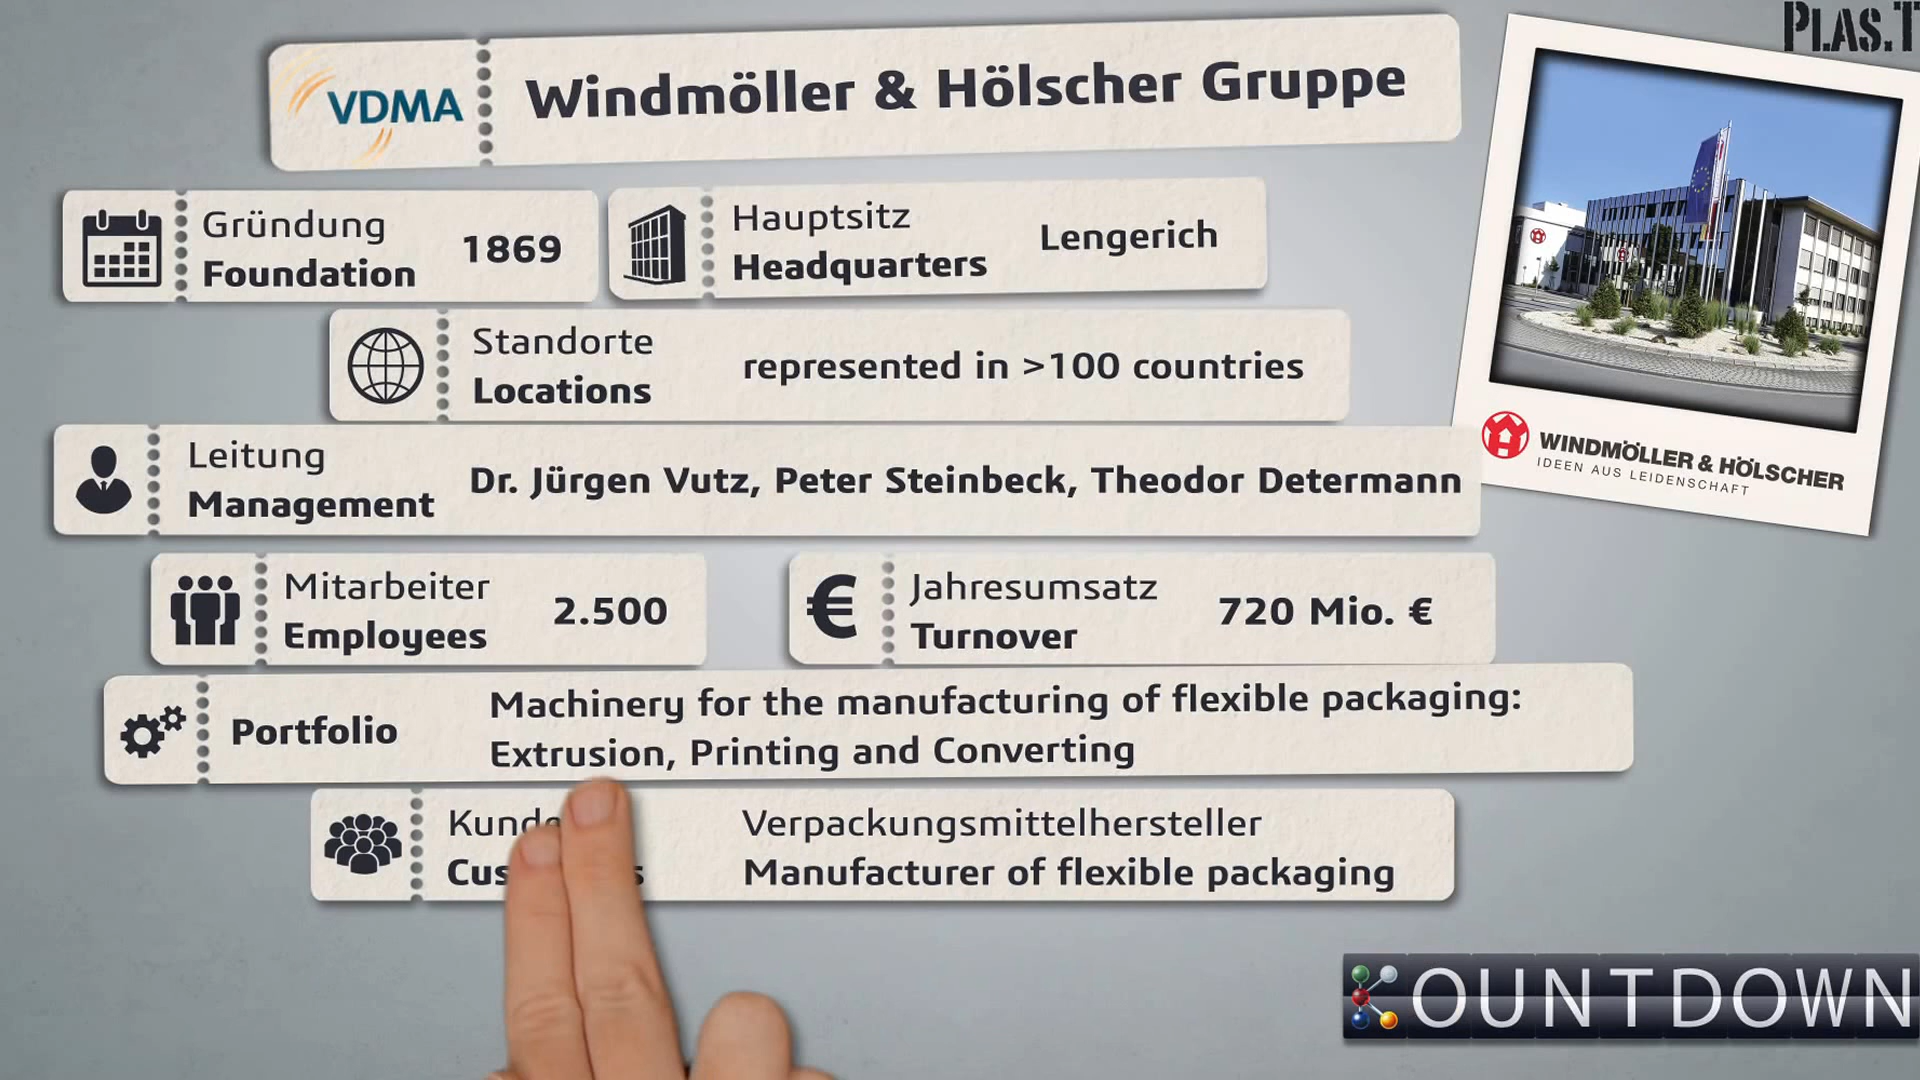 PLAS.T
VDMA
Windmöller & Hölscher Gruppe
Gründung
Foundation
1869
Hauptsitz
Headquarters
Lengerich
Standorte
Locations
represented in >100 countries
Leitung
Management
Dr. Jürgen Vutz, Peter Steinbeck, Theodor Determann
WINDMÖLLER & HÖLSCHER
IDEEN AUS LEIDENSCHAFT
Mitarbeiter
Employees
2.500
€
Jahresumsatz
Turnover
720 Mio. €
Portfolio
Machinery for the manufacturing of flexible packaging:
Extrusion, Printing and Converting
Verpackungsmittelhersteller
Manufacturer of flexible packaging
KOUNTDOWN